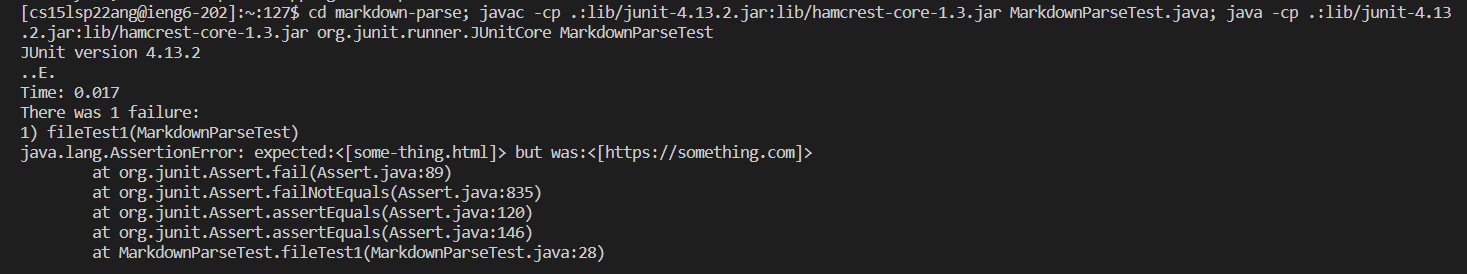 [cs15lsp22ang@ieng6-202]:~:127$ cd markdown-parse; javac -cp .:lib/junit-4.13.2.jar:lib/hamcrest-core-1.3.jar MarkdownParseTest.java; java -cp .:lib/junit-4.13
.2.jar:lib/hamcrest-core-1.3.jar org.junit.runner.JUnitCore MarkdownParseTest
JUnit version 4.13.2
..E.
Time: 0.017
There was 1 failure:
1) fileTest1(MarkdownParseTest)
java.lang.AssertionError: expected:<[some-thing.html]> but was:<[https://something.com]>
        at org.junit.Assert.fail(Assert.java:89)
        at org.junit.Assert.failNotEquals(Assert.java:835)
        at org.junit.Assert.assertEquals(Assert.java:120)
        at org.junit.Assert.assertEquals(Assert.java:146)
        at MarkdownParseTest.fileTest1(MarkdownParseTest.java:28)